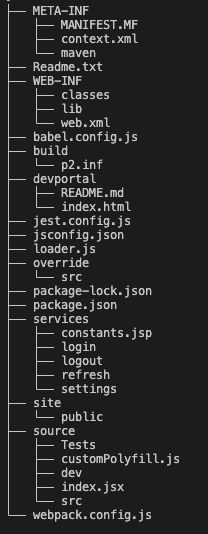 META-INF
MANIFEST.MF
context.xml
maven
Readme.txt
WEB-INF
classes
lib
web.xml
babel.config.js
build
p2.inf
devportal
README.md
index.html
jest.config.js
jsconfig.json
loader.js
override
src
package-lock.json
package.json
services
constants.jsp
login
logout
refresh
settings
site
public
source
Tests
customPolyfill.js
dev
index.jsx
src
webpack.config.js